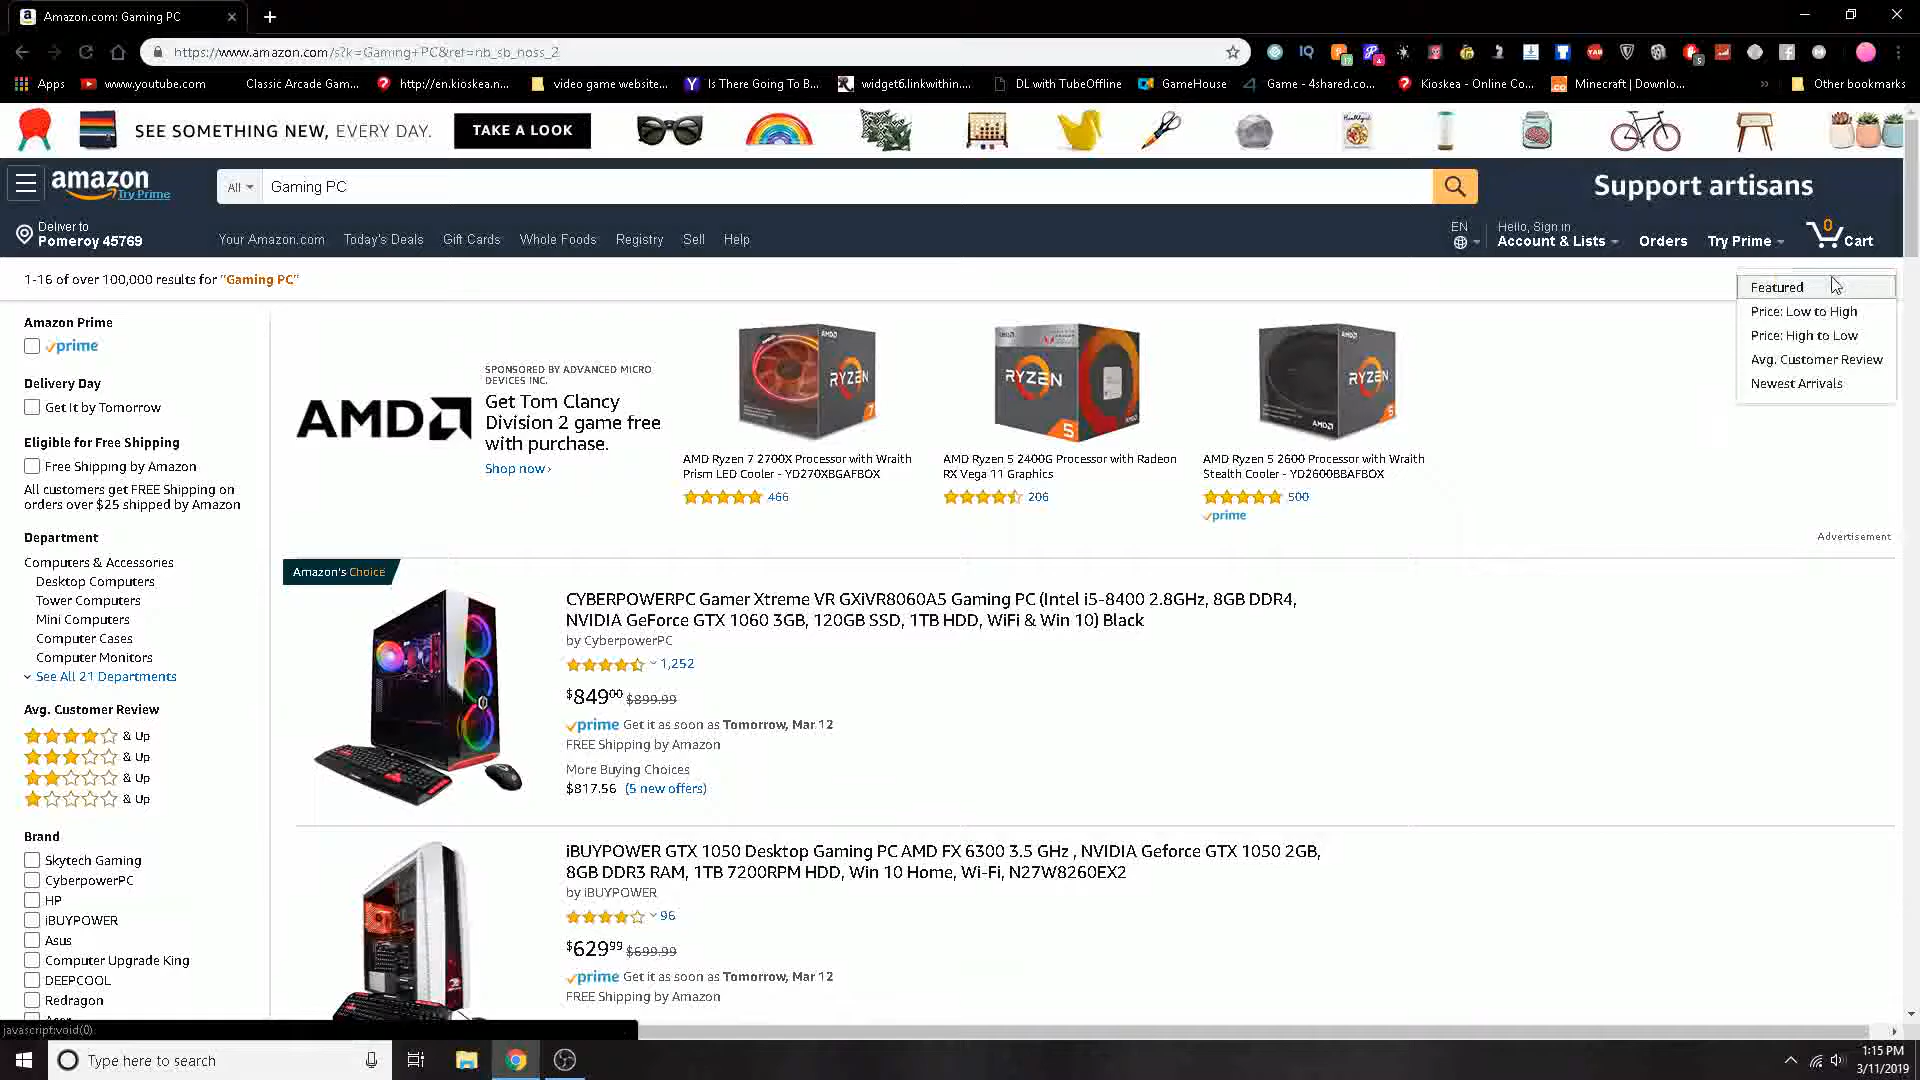 Amazon.com: Gaming PC
https://www.amazon.com/s?k=Gaming+PC&ref=nb_sb_noss_2
Apps
www.youtube.com
Classic Arcade Gam...
http://en.kioskea.n...
video game website...
Is There Going To B...
widget6.linkwithin....
DL with TubeOffline
GameHouse
Game - 4shared.co...
Kioskea - Online Co...
Minecraft | Downlo...
Other bookmarks
SEE SOMETHING NEW, EVERY DAY.
TAKE A LOOK
amazon
Try Prime
All
Gaming PC
Support artisans
Deliver to
Pomeroy 45769
Your Amazon.com
Today's Deals
Gift Cards
Whole Foods
Registry
Sell
Help
EN
Hello, Sign in
Account & Lists
Orders
Try Prime
0
Cart
1-16 of over 100,000 results for "Gaming PC"
Featured
Price: Low to High
Price: High to Low
Avg. Customer Review
Newest Arrivals
Amazon Prime
prime
Delivery Day
Get It by Tomorrow
Eligible for Free Shipping
Free Shipping by Amazon
All customers get FREE Shipping on
orders over $25 shipped by Amazon
Department
Computers & Accessories
Desktop Computers
Tower Computers
Mini Computers
Computer Cases
Computer Monitors
See All 21 Departments
Avg. Customer Review
& Up
& Up
& Up
& Up
Brand
Skytech Gaming
CyberpowerPC
HP
iBUYPOWER
Asus
Computer Upgrade King
DEEPCOOL
Redragon
Acer
AMD
SPONSORED BY ADVANCED MICRO
DEVICES INC.
Get Tom Clancy
Division 2 game free
with purchase.
Shop now ›
RYZEN
7
AMD Ryzen 7 2700X Processor with Wraith
Prism LED Cooler - YD270XBGAFBOX
466
RYZEN
5
AMD Ryzen 5 2400G Processor with Radeon
RX Vega 11 Graphics
206
RYZEN
5
AMD
AMD Ryzen 5 2600 Processor with Wraith
Stealth Cooler - YD2600BBAFBOX
500
prime
Advertisement
Amazon's Choice
CYBERPOWERPC Gamer Xtreme VR GXiVR8060A5 Gaming PC (Intel i5-8400 2.8GHz, 8GB DDR4,
NVIDIA GeForce GTX 1060 3GB, 120GB SSD, 1TB HDD, WiFi & Win 10) Black
by CyberpowerPC
1,252
$849.00 $899.99
prime Get it as soon as Tomorrow, Mar 12
FREE Shipping by Amazon
More Buying Choices
$817.56 (5 new offers)
iBUYPOWER GTX 1050 Desktop Gaming PC AMD FX 6300 3.5 GHz , NVIDIA Geforce GTX 1050 2GB,
8GB DDR3 RAM, 1TB 7200RPM HDD, Win 10 Home, Wi-Fi, N27W8260EX2
by iBUYPOWER
96
$629.99 $699.99
prime Get it as soon as Tomorrow, Mar 12
FREE Shipping by Amazon
javascript:void(0)
Type here to search
1:15 PM
3/11/2019